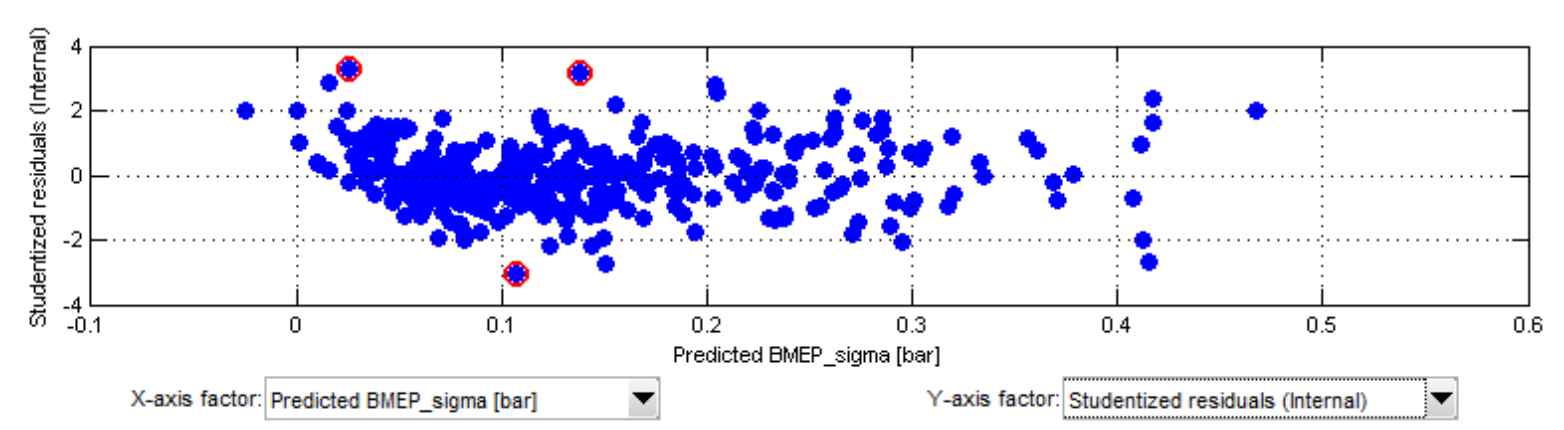 Studentized residuals (Internal)
4
2
0
-2
-4
-0.1 0 0.1 0.2 0.3 0.4 0.5 0.6
Predicted BMEP_sigma [bar]
X-axis factor: Predicted BMEP_sigma [bar] Y-axis factor: Studentized residuals (Internal)